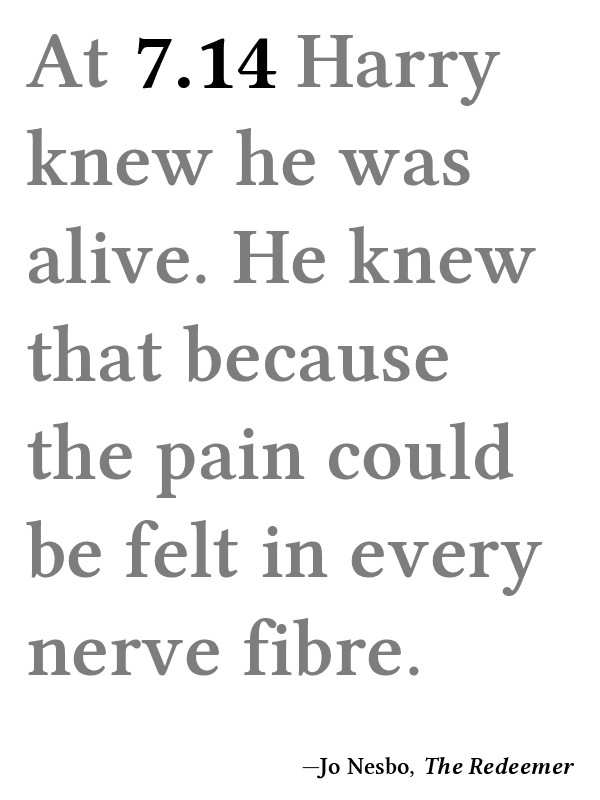 At 7.14 Harry
knew he was
alive. He knew
that because
the pain could
be felt in every
nerve fibre.
—Jo Nesbo, The Redeemer